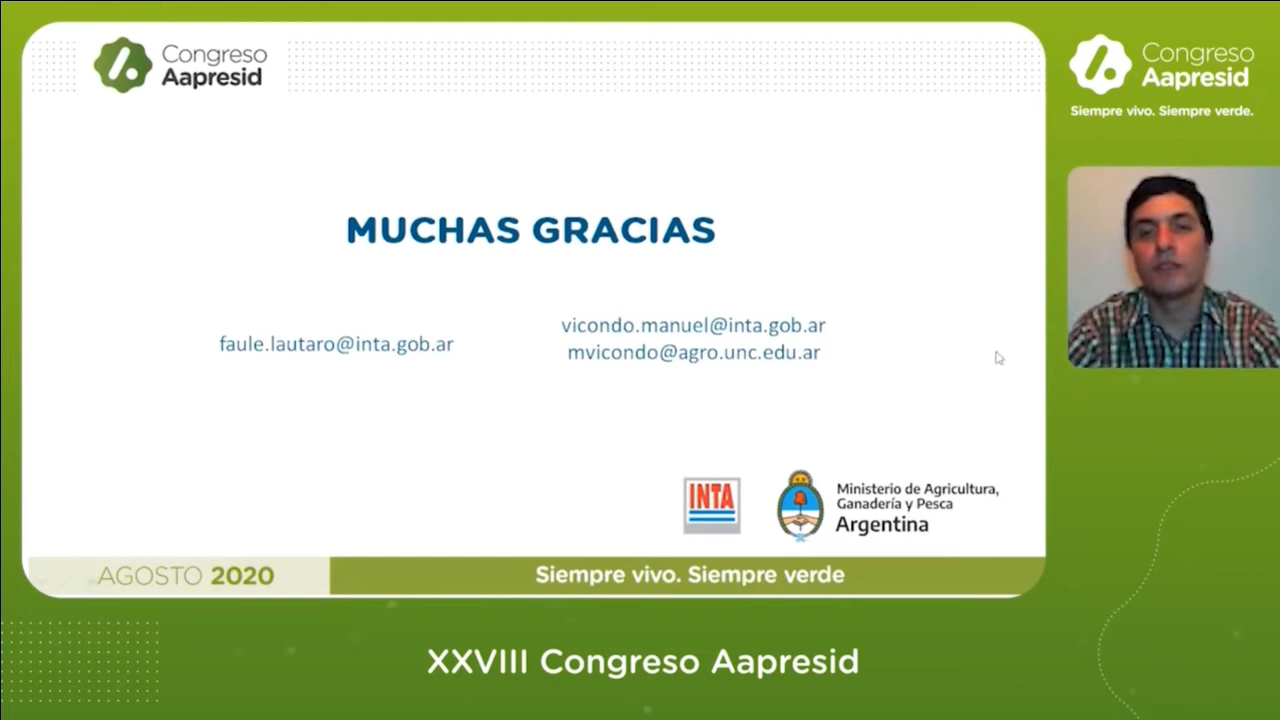 Congreso
Aapresid
Congreso
Aapresid
Siempre vivo. Siempre verde.
MUCHAS GRACIAS
faule.lautaro@inta.gob.ar
vicondo.manuel@inta.gob.ar
mvicondo@agro.unc.edu.ar
INTA
Ministerio de Agricultura,
Ganadería y Pesca
Argentina
AGOSTO 2020
Siempre vivo. Siempre verde
XXVIII Congreso Aapresid